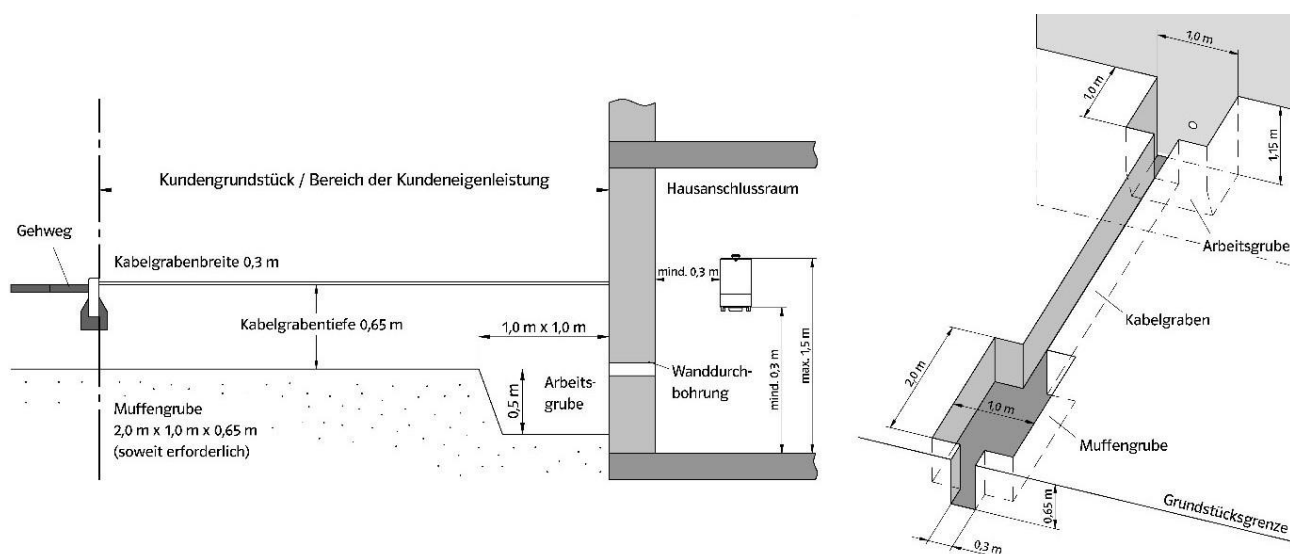 Kundengrundstück / Bereich der Kundeneigenleistung
Hausanschlussraum
Gehweg
Kabelgrabenbreite 0,3 m
mind. 0,3 m
Kabelgrabentiefe 0,65 m
1,0 m x 1,0 m
mind. 0,3 m
max. 1,5 m
Wanddurch-
bohrung
Arbeits-
grube
0,5 m
Muffengrube
2,0 m x 1,0 m x 0,65 m
(soweit erforderlich)
1,0 m
1,0 m
1,15 m
Arbeitsgrube
Kabelgraben
2,0 m
1,0 m
Muffengrube
0,65 m
Grundstücksgrenze
0,3 m